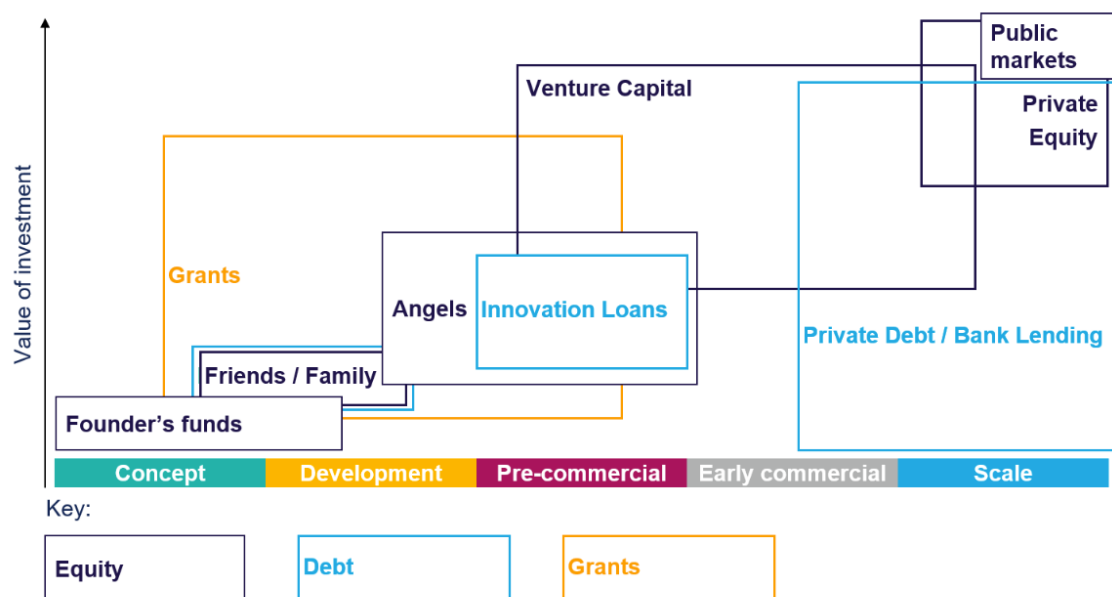 Value of investment
Public
markets
Venture Capital
Private
Equity
Grants
Angels
Innovation Loans
Private Debt / Bank Lending
Friends / Family
Founder's funds
Concept
Development
Pre-commercial
Early commercial
Scale
Key:
Equity
Debt
Grants